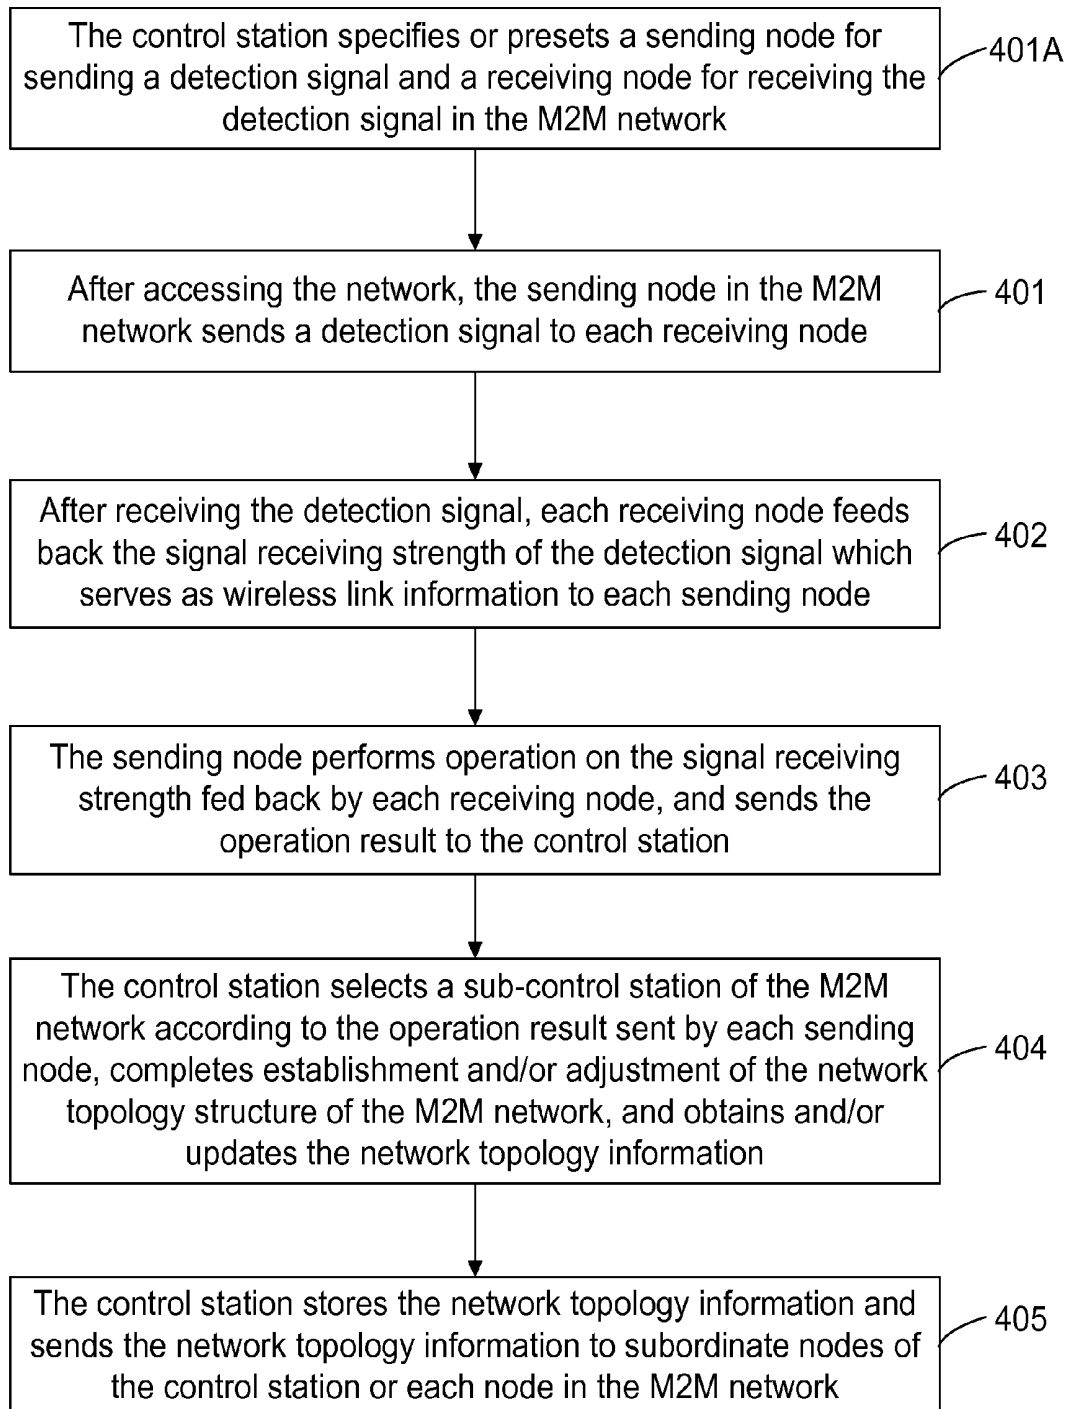 The control station specifies or presets a sending node for
sending a detection signal and a receiving node for receiving the
detection signal in the M2M network
401A
After accessing the network, the sending node in the M2M
network sends a detection signal to each receiving node
401
After receiving the detection signal, each receiving node feeds
back the signal receiving strength of the detection signal which
serves as wireless link information to each sending node
402
The sending node performs operation on the signal receiving
strength fed back by each receiving node, and sends the
operation result to the control station
403
The control station selects a sub-control station of the M2M
network according to the operation result sent by each sending
node, completes establishment and/or adjustment of the network
topology structure of the M2M network, and obtains and/or
updates the network topology information
404
The control station stores the network topology information and
sends the network topology information to subordinate nodes of
the control station or each node in the M2M network
405